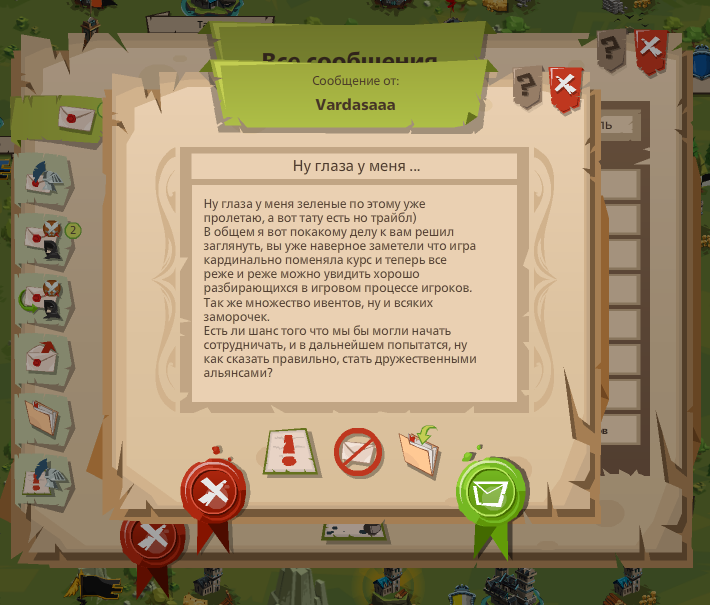 Все сообщения
Сообщение от:
Vardasaaa
Ну глаза у меня ...
Ну глаза у меня зеленые по этому уже
пролетаю, а вот тату есть но трайбл)
В общем я вот покакому делу к вам решил
заглянуть, вы уже наверное заметели что игра
кардинально поменяла курс и теперь все
реже и реже можно увидить хорошо
разбирающихся в игровом процессе игроков.
Так же множество ивентов, ну и всяких
заморочек.
Есть ли шанс того что мы бы могли начать
сотрудничать, и в дальнейшем попытатся, ну
как сказать правильно, стать дружественными
альянсами?
2